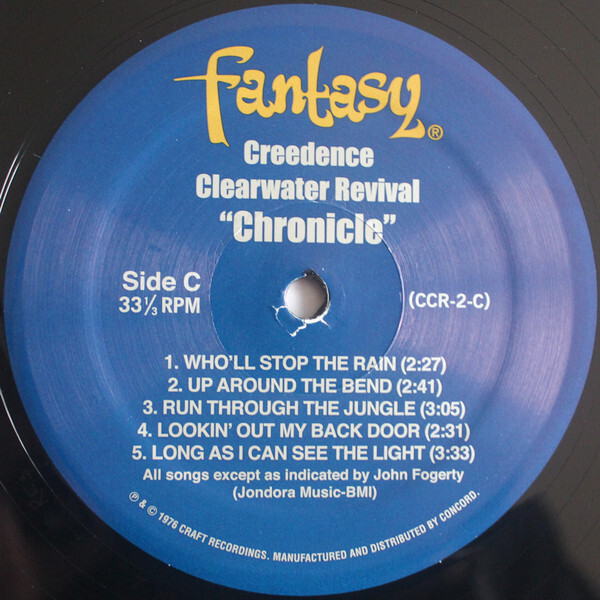 fantasy®
Creedence
Clearwater Revival
“Chronicle”
Side C
33⅓ RPM
(CCR-2-C)
1. WHO'LL STOP THE RAIN (2:27)
2. UP AROUND THE BEND (2:41)
3. RUN THROUGH THE JUNGLE (3:05)
4. LOOKIN' OUT MY BACK DOOR (2:31)
5. LONG AS I CAN SEE THE LIGHT (3:33)
All songs except as indicated by John Fogerty
(Jondora Music-BMI)
℗ & © 1976 CRAFT RECORDINGS. MANUFACTURED AND DISTRIBUTED BY CONCORD.